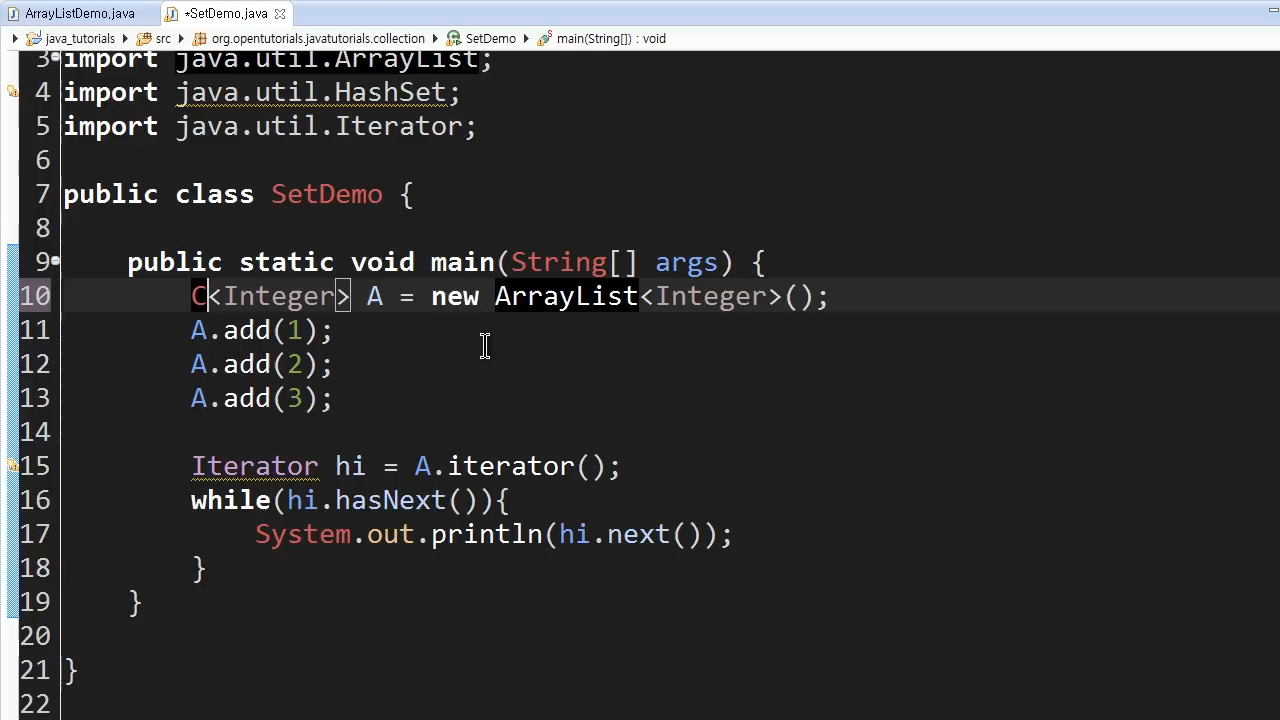 ArrayListDemo.java *SetDemo.java
java_tutorials src org.opentutorials.javatutorials.collection SetDemo main(String[]) : void
3 import java.util.ArrayList;
4 import java.util.HashSet;
5 import java.util.Iterator;
6
7 public class SetDemo {
8
9 public static void main(String[] args) {
10 C<Integer> A = new ArrayList<Integer>();
11 A.add(1);
12 A.add(2);
13 A.add(3);
14
15 Iterator hi = A.iterator();
16 while(hi.hasNext()){
17 System.out.println(hi.next());
18 }
19 }
20
21 }
22